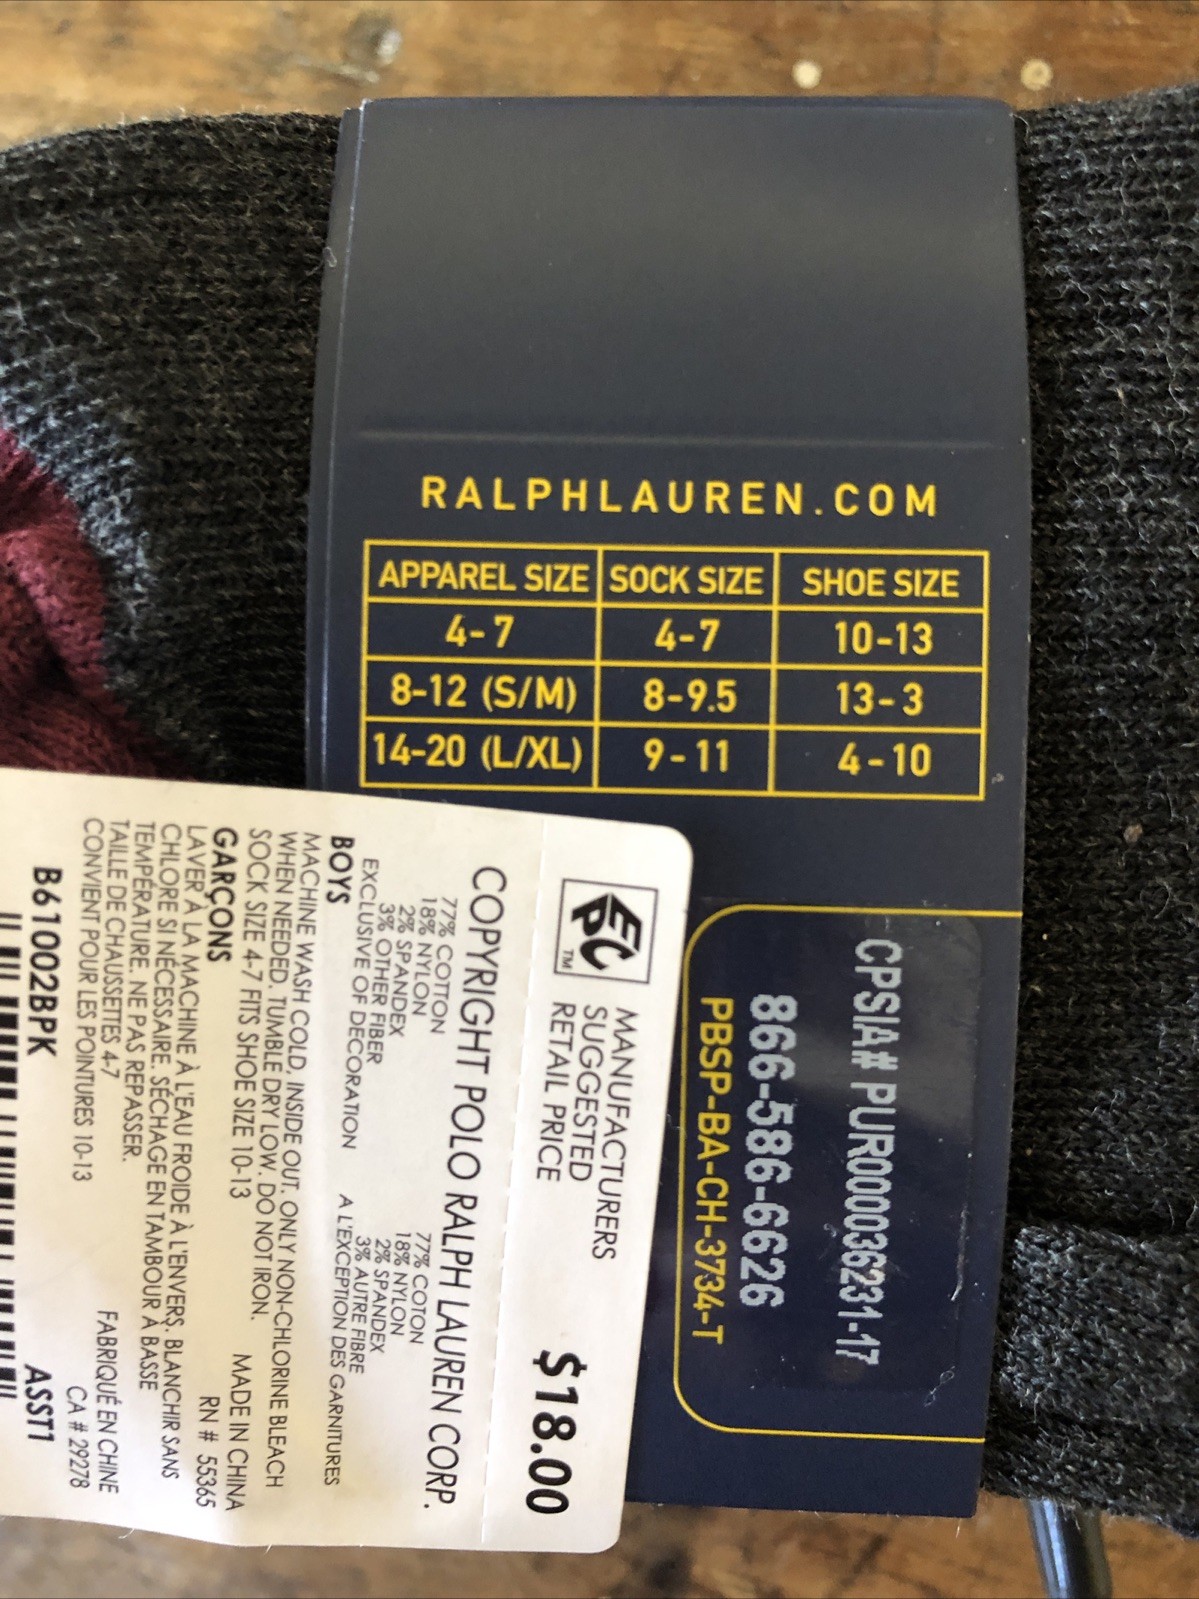 RALPHLAUREN.COM
APPAREL SIZE SOCK SIZE SHOE SIZE
4-7 4-7 10-13
8-12 (S/M) 8-9.5 13-3
14-20 (L/XL) 9-11 4-10
CPSIA# PUR000036231-17
866-586-6626
PBSP-BA-CH-3734-T
EPC TM
MANUFACTURERS
SUGGESTED
RETAIL PRICE
$18.00
COPYRIGHT POLO RALPH LAUREN CORP.
77% COTTON
18% NYLON
2% SPANDEX
3% OTHER FIBER
EXCLUSIVE OF DECORATION
77% COTON
18% NYLON
2% SPANDEX
3% AUTRE FIBRE
A L'EXCEPTION DES GARNITURES
BOYS
MACHINE WASH COLD, INSIDE OUT. ONLY NON-CHLORINE BLEACH
WHEN NEEDED. TUMBLE DRY LOW. DO NOT IRON.
SOCK SIZE 4-7 FITS SHOE SIZE 10-13 MADE IN CHINA
GARÇONS RN # 55365
LAVER À LA MACHINE À L'EAU FROIDE À L'ENVERS. BLANCHIR SANS
CHLORE SI NÉCESSAIRE. SÉCHAGE EN TAMBOUR À BASSE
TEMPÉRATURE. NE PAS REPASSER.
TAILLE DE CHAUSSETTES 4-7 FABRIQUÉ EN CHINE
CONVIENT POUR LES POINTURES 10-13 CA # 29278
B61002BPK ASST1